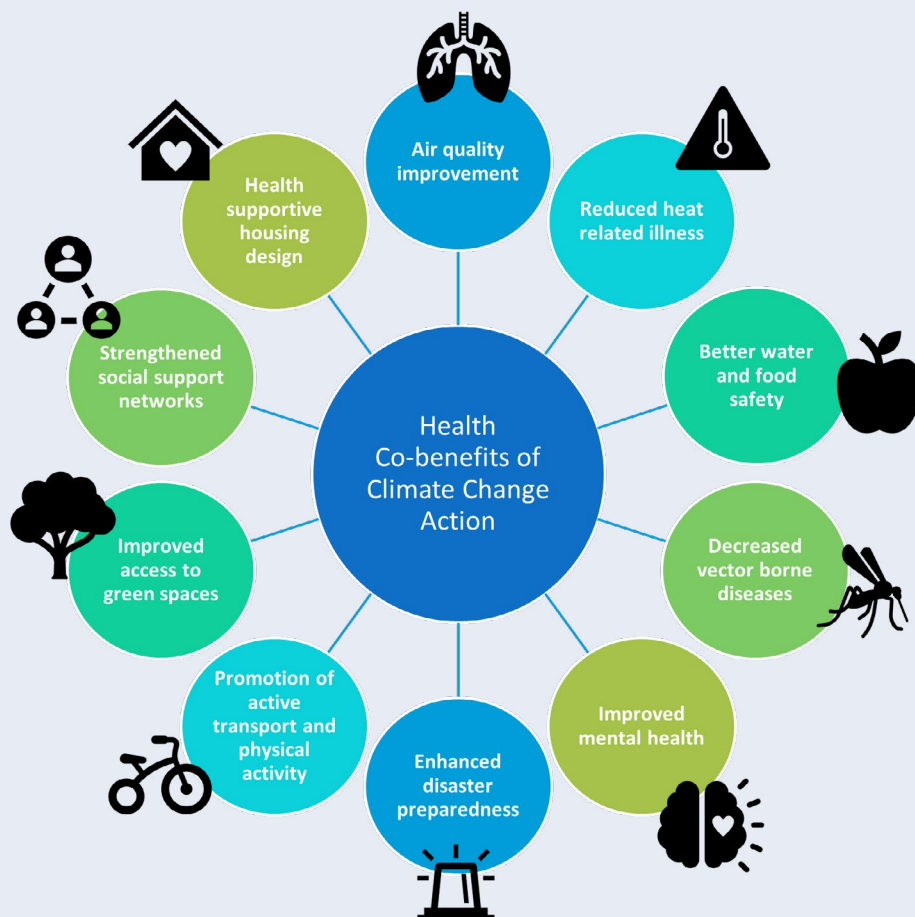 Air quality
improvement
Reduced heat
related illness
Better water
and food
safety
Decreased
vector borne
diseases
Improved
mental health
Enhanced
disaster
preparedness
Promotion of
active
transport and
physical
activity
Improved
access to
green spaces
Strengthened
social support
networks
Health
supportive
housing
design
Health
Co-benefits of
Climate Change
Action